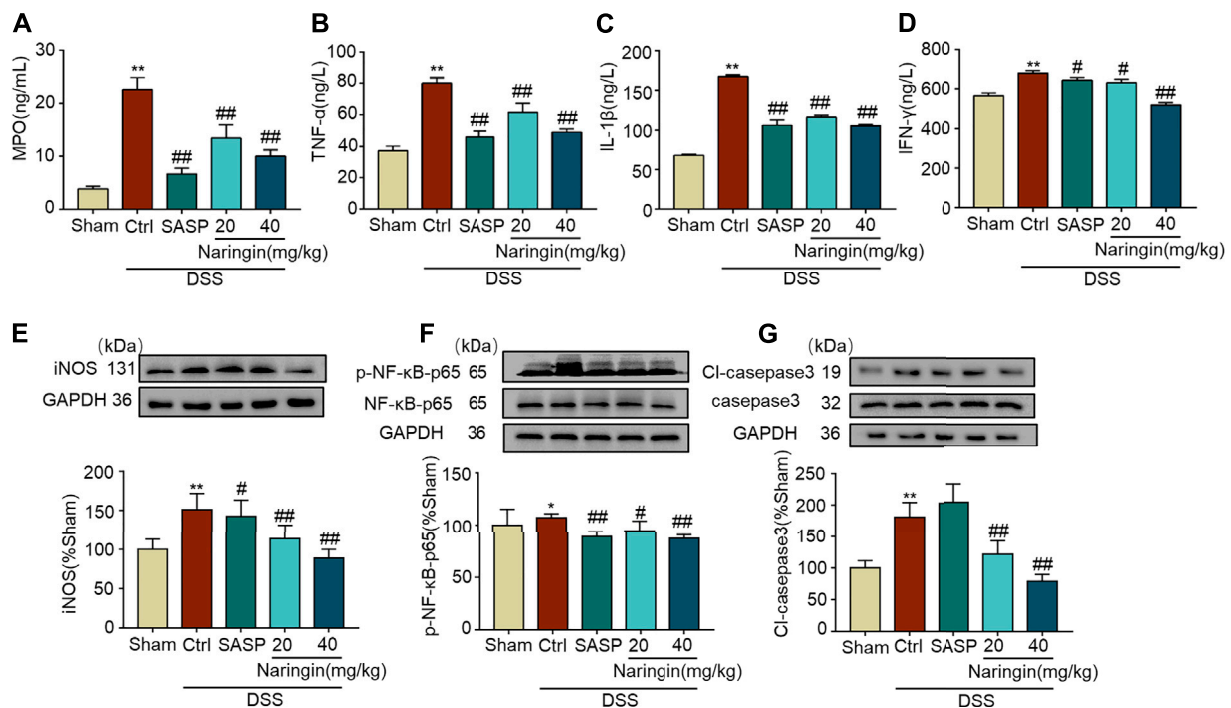 A
MPO(ng/mL)
30
20
10
0
**
##
##
##
Sham Ctrl SASP 20 40
Naringin(mg/kg)
DSS
B
TNF-α(ng/L)
100
80
60
40
20
0
**
##
##
##
Sham Ctrl SASP 20 40
Naringin(mg/kg)
DSS
C
IL-1β(ng/L)
200
150
100
50
0
**
##
##
##
Sham Ctrl SASP 20 40
Naringin(mg/kg)
DSS
D
IFN-γ(ng/L)
800
600
400
200
0
**
#
#
##
Sham Ctrl SASP 20 40
Naringin(mg/kg)
DSS
E
(kDa)
iNOS 131
GAPDH 36
iNOS(%Sham)
200
150
100
50
0
**
#
##
##
Sham Ctrl SASP 20 40
Naringin(mg/kg)
DSS
F
(kDa)
p-NF-κB-p65 65
NF-κB-p65 65
GAPDH 36
p-NF-κB-p65(%Sham)
150
100
50
0
*
##
#
##
Sham Ctrl SASP 20 40
Naringin(mg/kg)
DSS
G
(kDa)
Cl-casepase3 19
casepase3 32
GAPDH 36
Cl-casepase3(%Sham)
250
200
150
100
50
0
**
##
##
Sham Ctrl SASP 20 40
Naringin(mg/kg)
DSS